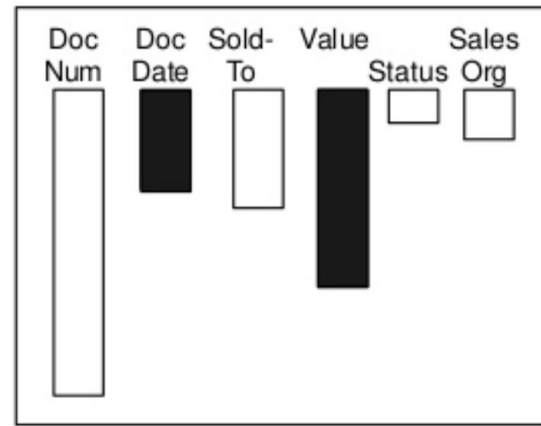 Doc Num
Doc Date
Sold-To
Value
Status
Sales Org